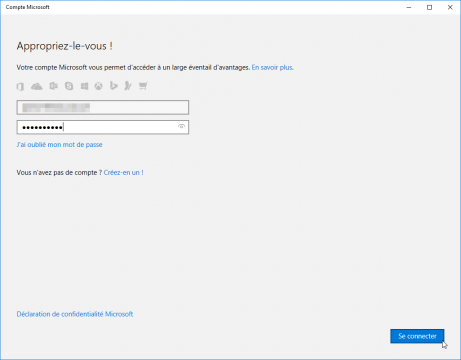 Compte Microsoft
Appropriez-le-vous !
Votre compte Microsoft vous permet d'accéder à un large éventail d'avantages. En savoir plus.
J'ai oublié mon mot de passe
Vous n'avez pas de compte ? Créez-en un !
Déclaration de confidentialité Microsoft
Se connecter